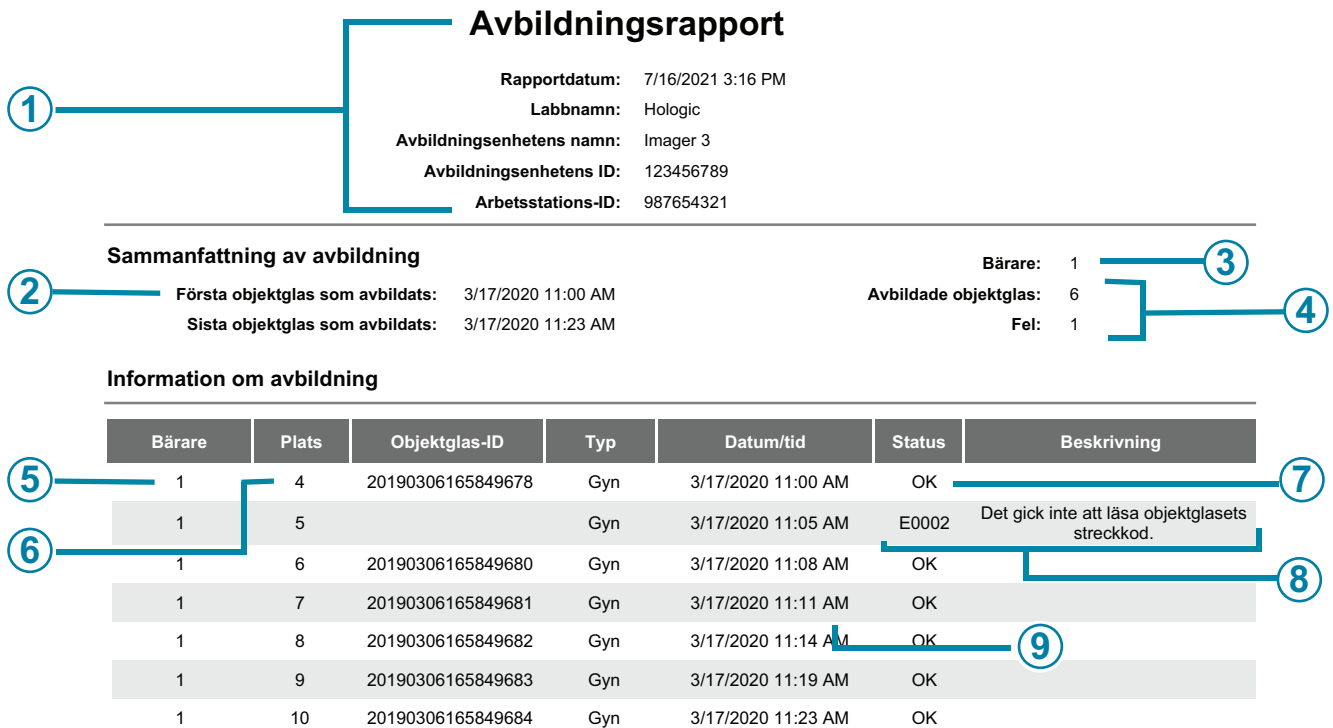 Avbildningsrapport
1
Rapportdatum: 7/16/2021 3:16 PM
Labbnamn: Hologic
Avbildningsenhetens namn: Imager 3
Avbildningsenhetens ID: 123456789
Arbetsstations-ID: 987654321
Sammanfattning av avbildning
Bärare: 1
3
2
Första objektglas som avbildats: 3/17/2020 11:00 AM
Avbildade objektglas: 6
4
Sista objektglas som avbildats: 3/17/2020 11:23 AM
Fel: 1
Information om avbildning
Bärare Plats Objektglas-ID Typ Datum/tid Status Beskrivning
5
1 4 20190306165849678 Gyn 3/17/2020 11:00 AM OK
7
1 5 Gyn 3/17/2020 11:05 AM E0002 Det gick inte att läsa objektglasets
streckkod.
6
1 6 20190306165849680 Gyn 3/17/2020 11:08 AM OK
8
1 7 20190306165849681 Gyn 3/17/2020 11:11 AM OK
1 8 20190306165849682 Gyn 3/17/2020 11:14 AM OK
9
1 9 20190306165849683 Gyn 3/17/2020 11:19 AM OK
1 10 20190306165849684 Gyn 3/17/2020 11:23 AM OK